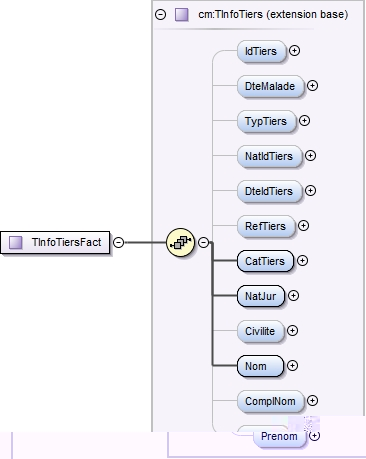 cm:TInfoTiers (extension base)
IdTiers
DteMalade
TypTiers
NatIdTiers
DteIdTiers
RefTiers
TInfoTiersFact
CatTiers
NatJur
Civilite
Nom
ComplNom
Prenom